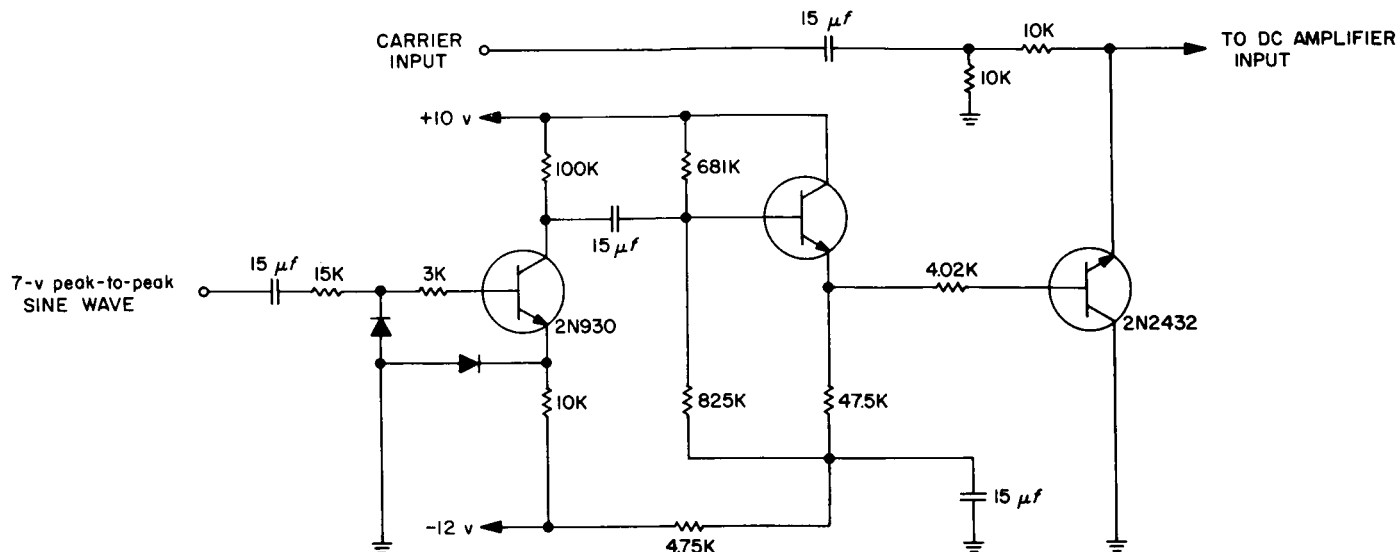 15 μf
CARRIER
INPUT
10K
TO DC AMPLIFIER
INPUT
10K
+10 v
100K
681K
15 μf
7-v peak-to-peak
SINE WAVE
15 μf
15K
3K
2N930
4.02K
2N2432
10K
825K
47.5K
15 μf
-12 v
4.75K